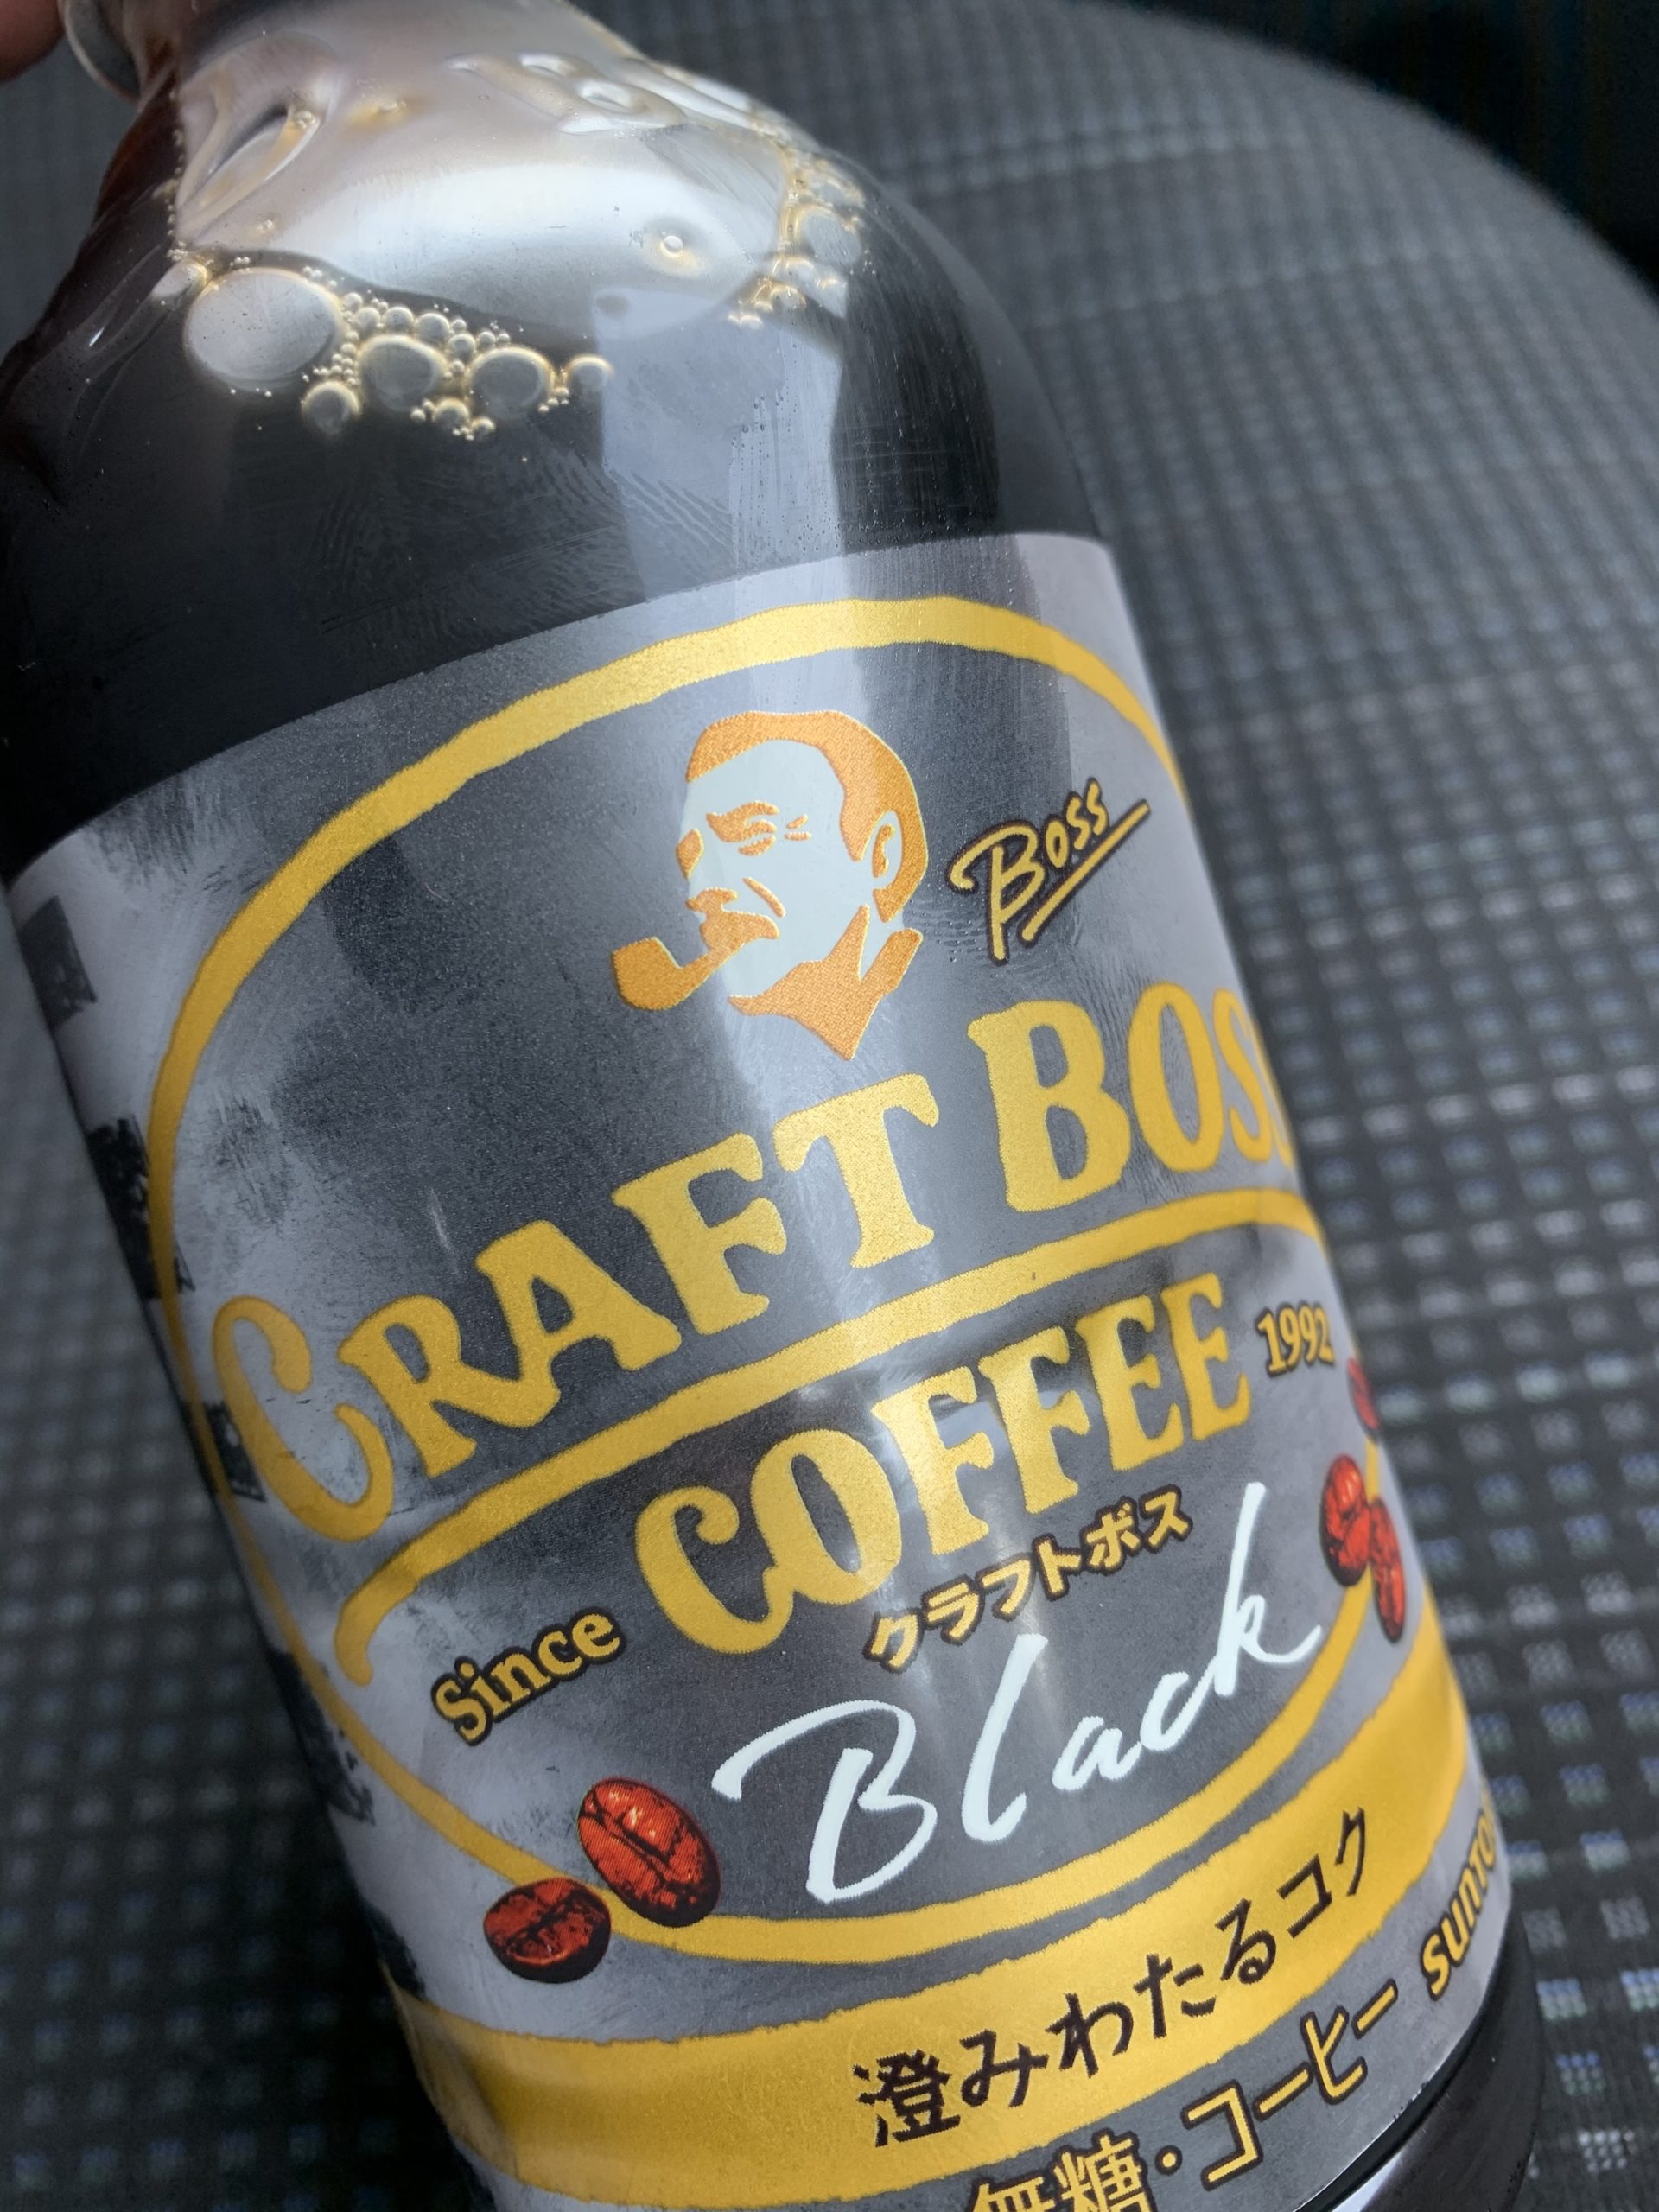 Boss
CRAFT BOSS
COFFEE
Since 1992
クラフトボス
Black
澄みわたるコク
無糖・コーヒー